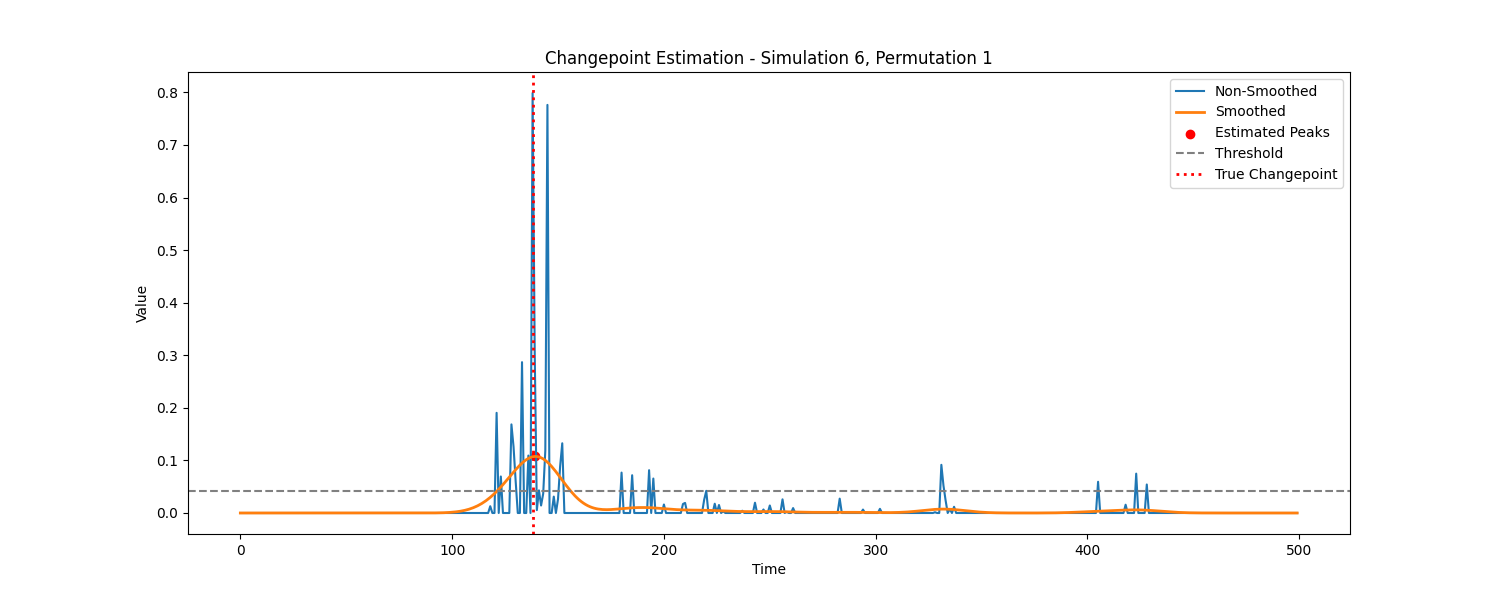 Changepoint Estimation - Simulation 6, Permutation 1
Non-Smoothed
Smoothed
Estimated Peaks
Threshold
True Changepoint
Value
0.8
0.7
0.6
0.5
0.4
0.3
0.2
0.1
0.0
0 100 200 300 400 500
Time